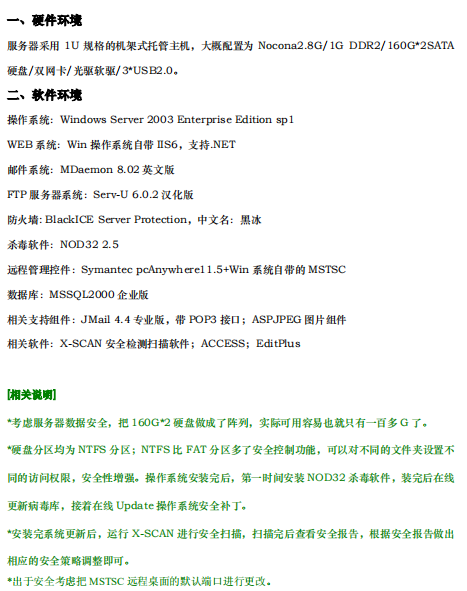 一、硬件环境
服务器采用 1U 规格的机架式托管主机，大概配置为 Nocona2.8G/1G DDR2/160G*2SATA
硬盘/双网卡/光驱软驱/3*USB2.0。
二、软件环境
操作系统：Windows Server 2003 Enterprise Edition sp1
WEB 系统：Win 操作系统自带 IIS6，支持.NET
邮件系统：MDaemon 8.02 英文版
FTP 服务器系统：Serv-U 6.0.2 汉化版
防火墙: BlackICE Server Protection，中文名：黑冰
杀毒软件：NOD32 2.5
远程管理控件：Symantec pcAnywhere11.5+Win 系统自带的 MSTSC
数据库：MSSQL2000 企业版
相关支持组件：JMail 4.4 专业版，带 POP3 接口；ASPJPEG 图片组件
相关软件：X-SCAN 安全检测扫描软件；ACCESS；EditPlus
[相关说明]
*考虑服务器数据安全，把 160G*2 硬盘做成了阵列，实际可用容易也就只有一百多 G 了。
*硬盘分区均为 NTFS 分区；NTFS 比 FAT 分区多了安全控制功能，可以对不同的文件夹设置不
同的访问权限，安全性增强。操作系统安装完后，第一时间安装 NOD32 杀毒软件，装完后在线
更新病毒库，接着在线 Update 操作系统安全补丁。
*安装完系统更新后，运行 X-SCAN 进行安全扫描，扫描完后查看安全报告，根据安全报告做出
相应的安全策略调整即可。
*出于安全考虑把 MSTSC 远程桌面的默认端口进行更改。